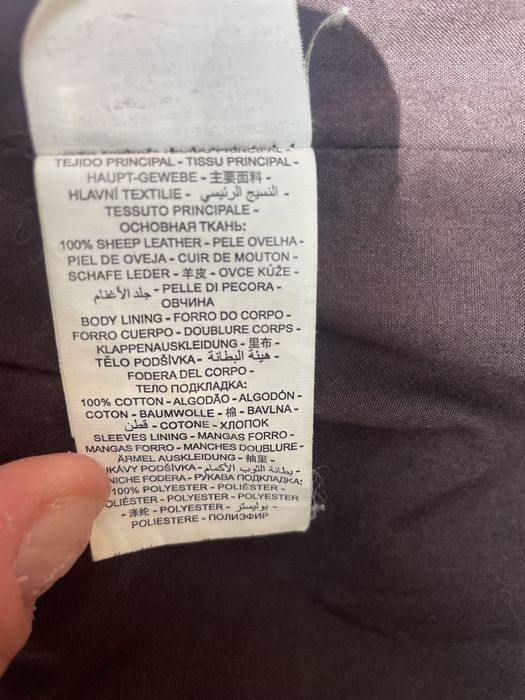 TEJIDO PRINCIPAL - TISSU PRINCIPAL -
HAUPT-GEWEBE - 主要面料 -
HLAVNÍ TEXTILIE - النسيج الرئيسي -
TESSUTO PRINCIPALE -
ОСНОВНАЯ ТКАНЬ:
100% SHEEP LEATHER - PELE OVELHA -
PIEL DE OVEJA - CUIR DE MOUTON -
SCHAFE LEDER - 羊皮 - OVCE KŮŽE -
جلد الأغنام - PELLE DI PECORA -
ОВЧИНА
BODY LINING - FORRO DO CORPO -
FORRO CUERPO - DOUBLURE CORPS -
KLAPPENAUSKLEIDUNG - 里布 -
TĚLO PODŠÍVKA - هيئة البطانة -
FODERA DEL CORPO -
ТЕЛО ПОДКЛАДКА:
100% COTTON - ALGODÃO - ALGODÓN -
COTON - BAUMWOLLE - 棉 - BAVLNA -
قطن - COTONE - ХЛОПОК
SLEEVES LINING - MANGAS FORRO -
MANGAS FORRO - MANCHES DOUBLURE -
ÄRMEL AUSKLEIDUNG - 袖里 -
PODŠÍVKA - بطانة الثوب الأكمام -
FODERA - РУКАВА ПОДКЛАДКА:
100% POLYESTER - POLIÉSTER -
POLYESTER - POLYESTER -
- 涤纶 - POLYESTER - بوليستر -
POLIESTERE - ПОЛИЭФИР